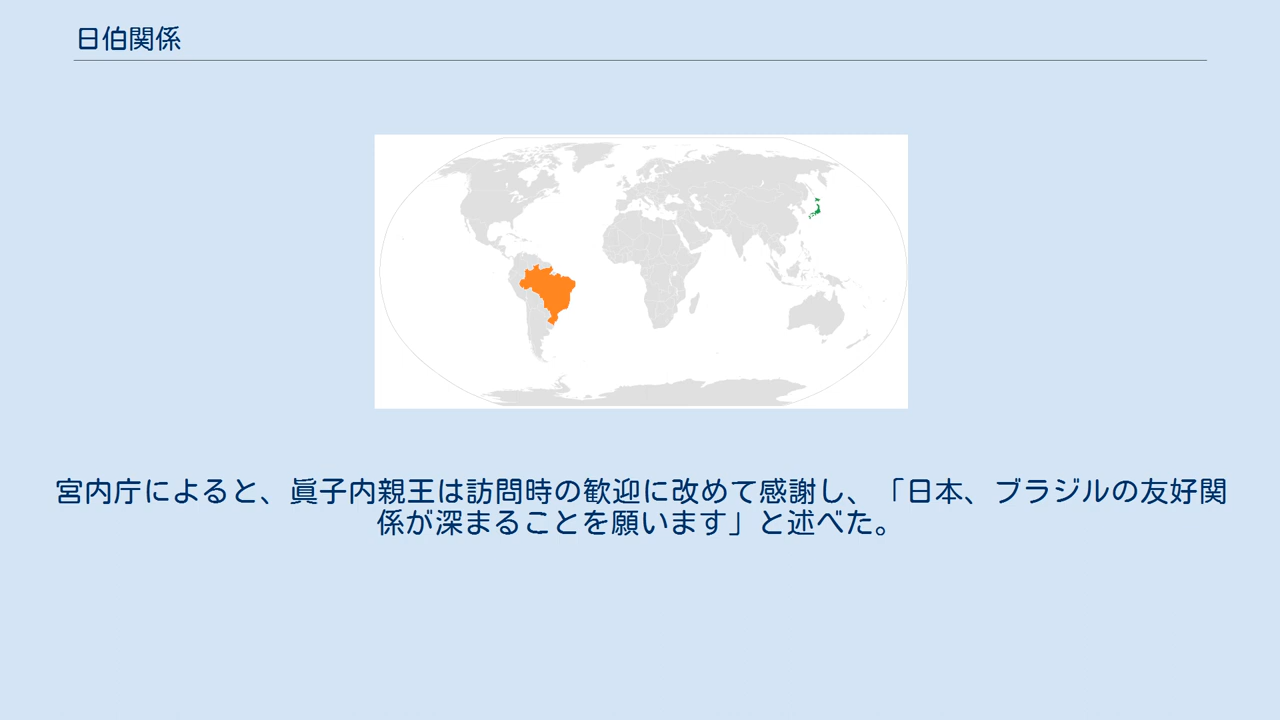 日伯関係
宮内庁によると、眞子内親王は訪問時の歓迎に改めて感謝し、「日本、ブラジルの友好関
係が深まることを願います」と述べた。